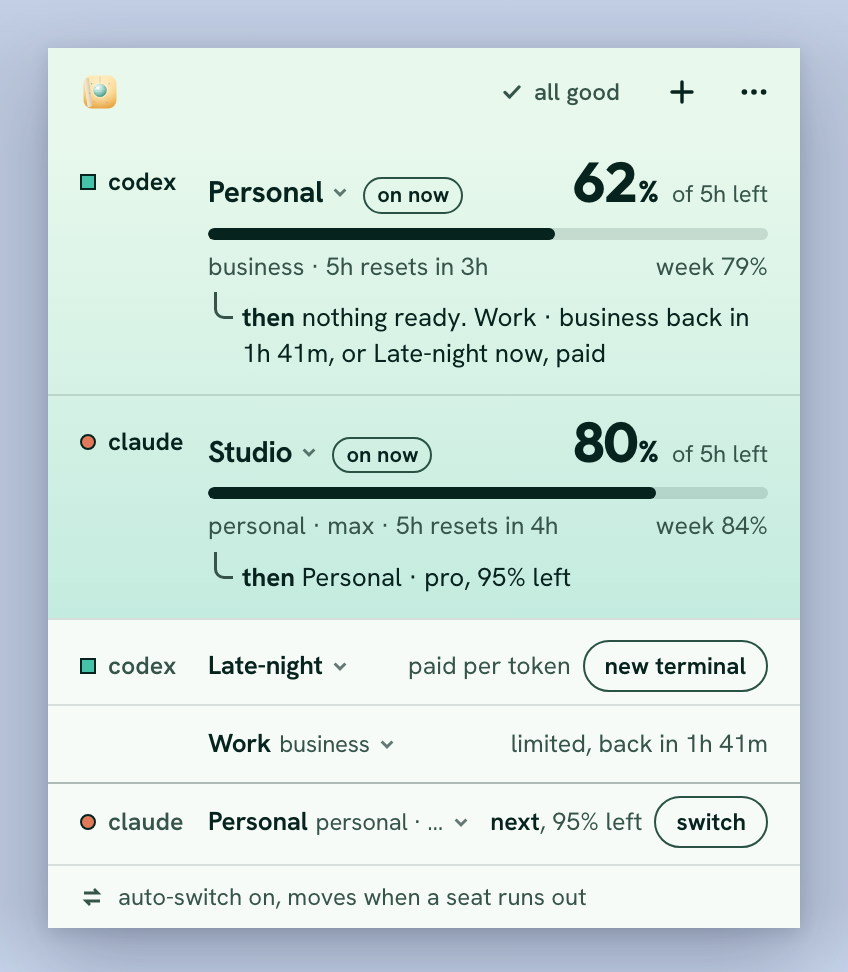 all good
codex Personal on now 62% of 5h left
business · 5h resets in 3h week 79%
then nothing ready. Work · business back in
1h 41m, or Late-night now, paid
claude Studio on now 80% of 5h left
personal · max · 5h resets in 4h week 84%
then Personal · pro, 95% left
codex Late-night paid per token new terminal
Work business limited, back in 1h 41m
claude Personal personal · ... next, 95% left switch
auto-switch on, moves when a seat runs out